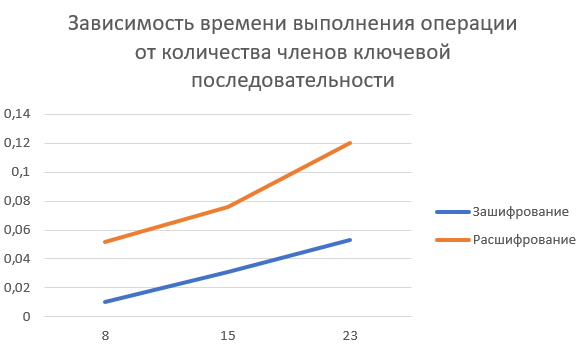 Зависимость времени выполнения операции
от количества членов ключевой
последовательности
0,14
0,12
0,1
0,08
0,06
0,04
0,02
0
8 15 23
Зашифрование
Расшифрование